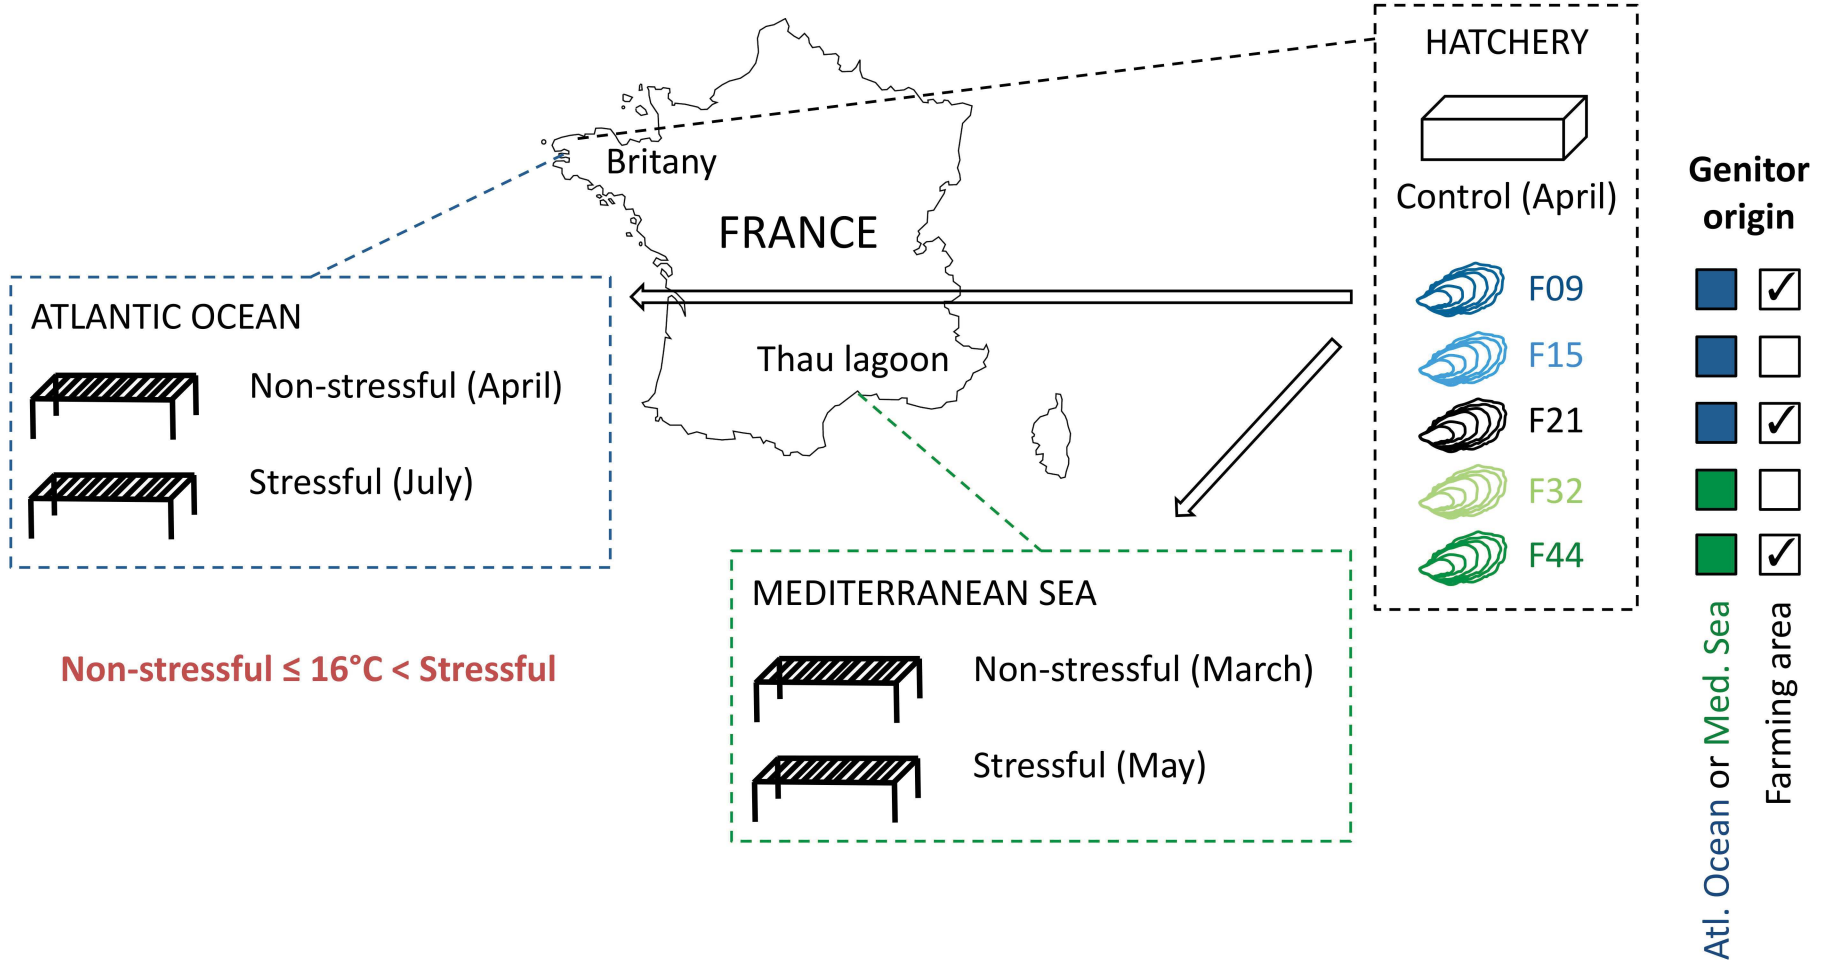 HATCHERY
Control (April)
F09
F15
F21
F32
F44
Genitor
origin
Atl. Ocean or Med. Sea
Farming area
Britany
FRANCE
Thau lagoon
ATLANTIC OCEAN
Non-stressful (April)
Stressful (July)
MEDITERRANEAN SEA
Non-stressful (March)
Stressful (May)
Non-stressful ≤ 16°C < Stressful